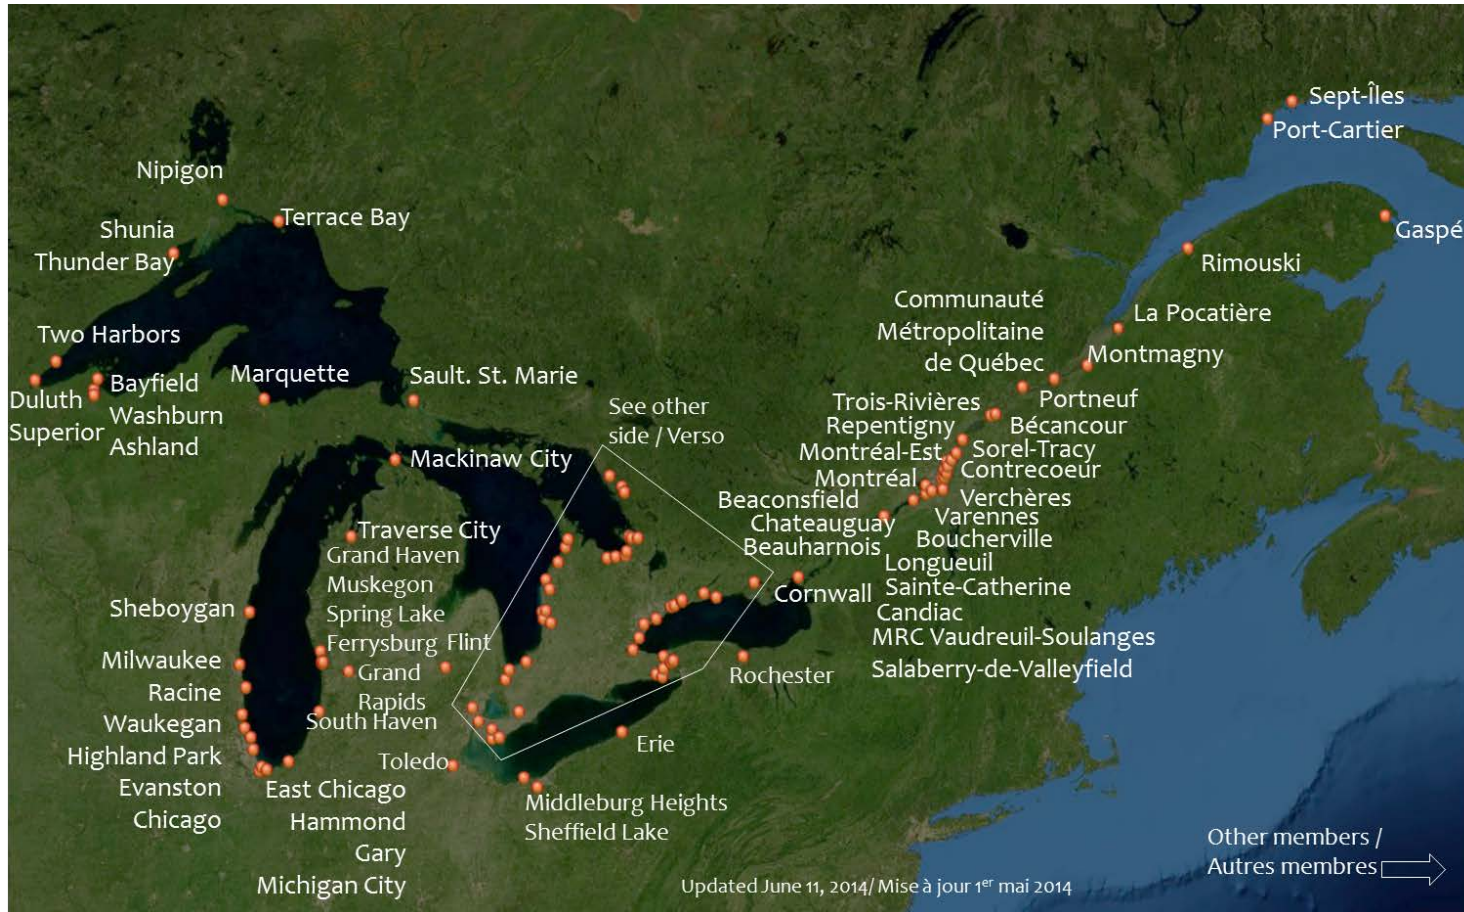 Sept-Îles
Port-Cartier
Nipigon
Terrace Bay
Shunia
Thunder Bay
Gaspé
Rimouski
Communauté
Métropolitaine
de Québec
La Pocatière
Montmagny
Two Harbors
Duluth
Superior
Bayfield
Washburn
Ashland
Marquette
Sault. St. Marie
See other
side / Verso
Portneuf
Trois-Rivières
Bécancour
Repentigny
Sorel-Tracy
Montréal-Est
Contrecoeur
Montréal
Verchères
Beaconsfield
Varennes
Chateauguay
Boucherville
Beauharnois
Longueuil
Sainte-Catherine
Cornwall
Candiac
MRC Vaudreuil-Soulanges
Salaberry-de-Valleyfield
Mackinaw City
Traverse City
Grand Haven
Muskegon
Spring Lake
Ferrysburg
Flint
Grand
Rapids
South Haven
Sheboygan
Milwaukee
Racine
Waukegan
Highland Park
Evanston
Chicago
East Chicago
Hammond
Gary
Michigan City
Toledo
Rochester
Erie
Middleburg Heights
Sheffield Lake
Other members /
Autres membres
Updated June 11, 2014/ Mise à jour 1er mai 2014